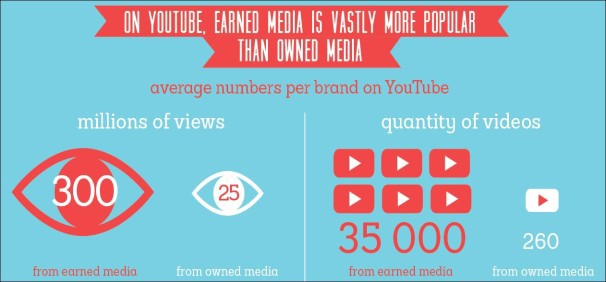 ON YOUTUBE, EARNED MEDIA IS VASTLY MORE POPULAR
THAN OWNED MEDIA
average numbers per brand on YouTube
millions of views
300
from earned media
25
from owned media
quantity of videos
35 000
from earned media
260
from owned media